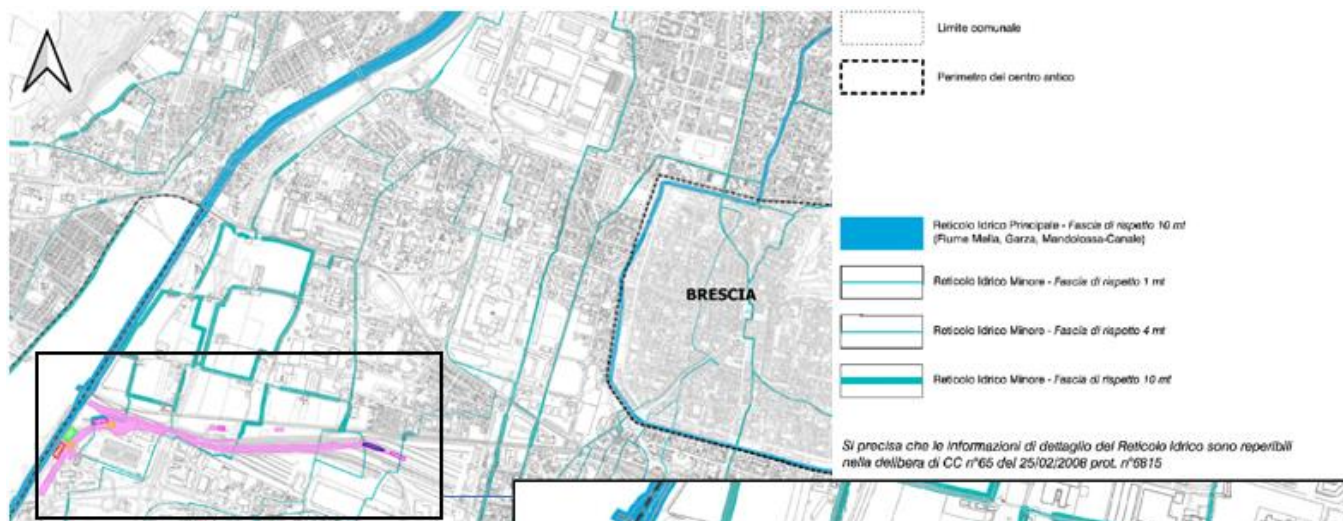 Limite comunale
Perimetro del centro antico
Reticolo Idrico Principale - Fascia di rispetto 10 mt
(Fiume Mella, Garza, Mandolossa-Canale)
Reticolo Idrico Minore - Fascia di rispetto 1 mt
BRESCIA
Reticolo Idrico Minore - Fascia di rispetto 4 mt
Reticolo Idrico Minore - Fascia di rispetto 10 mt
Si precisa che le informazioni di dettaglio del Reticolo Idrico sono reperibili
nella delibera di CC n°65 del 25/02/2008 prot. n°6815